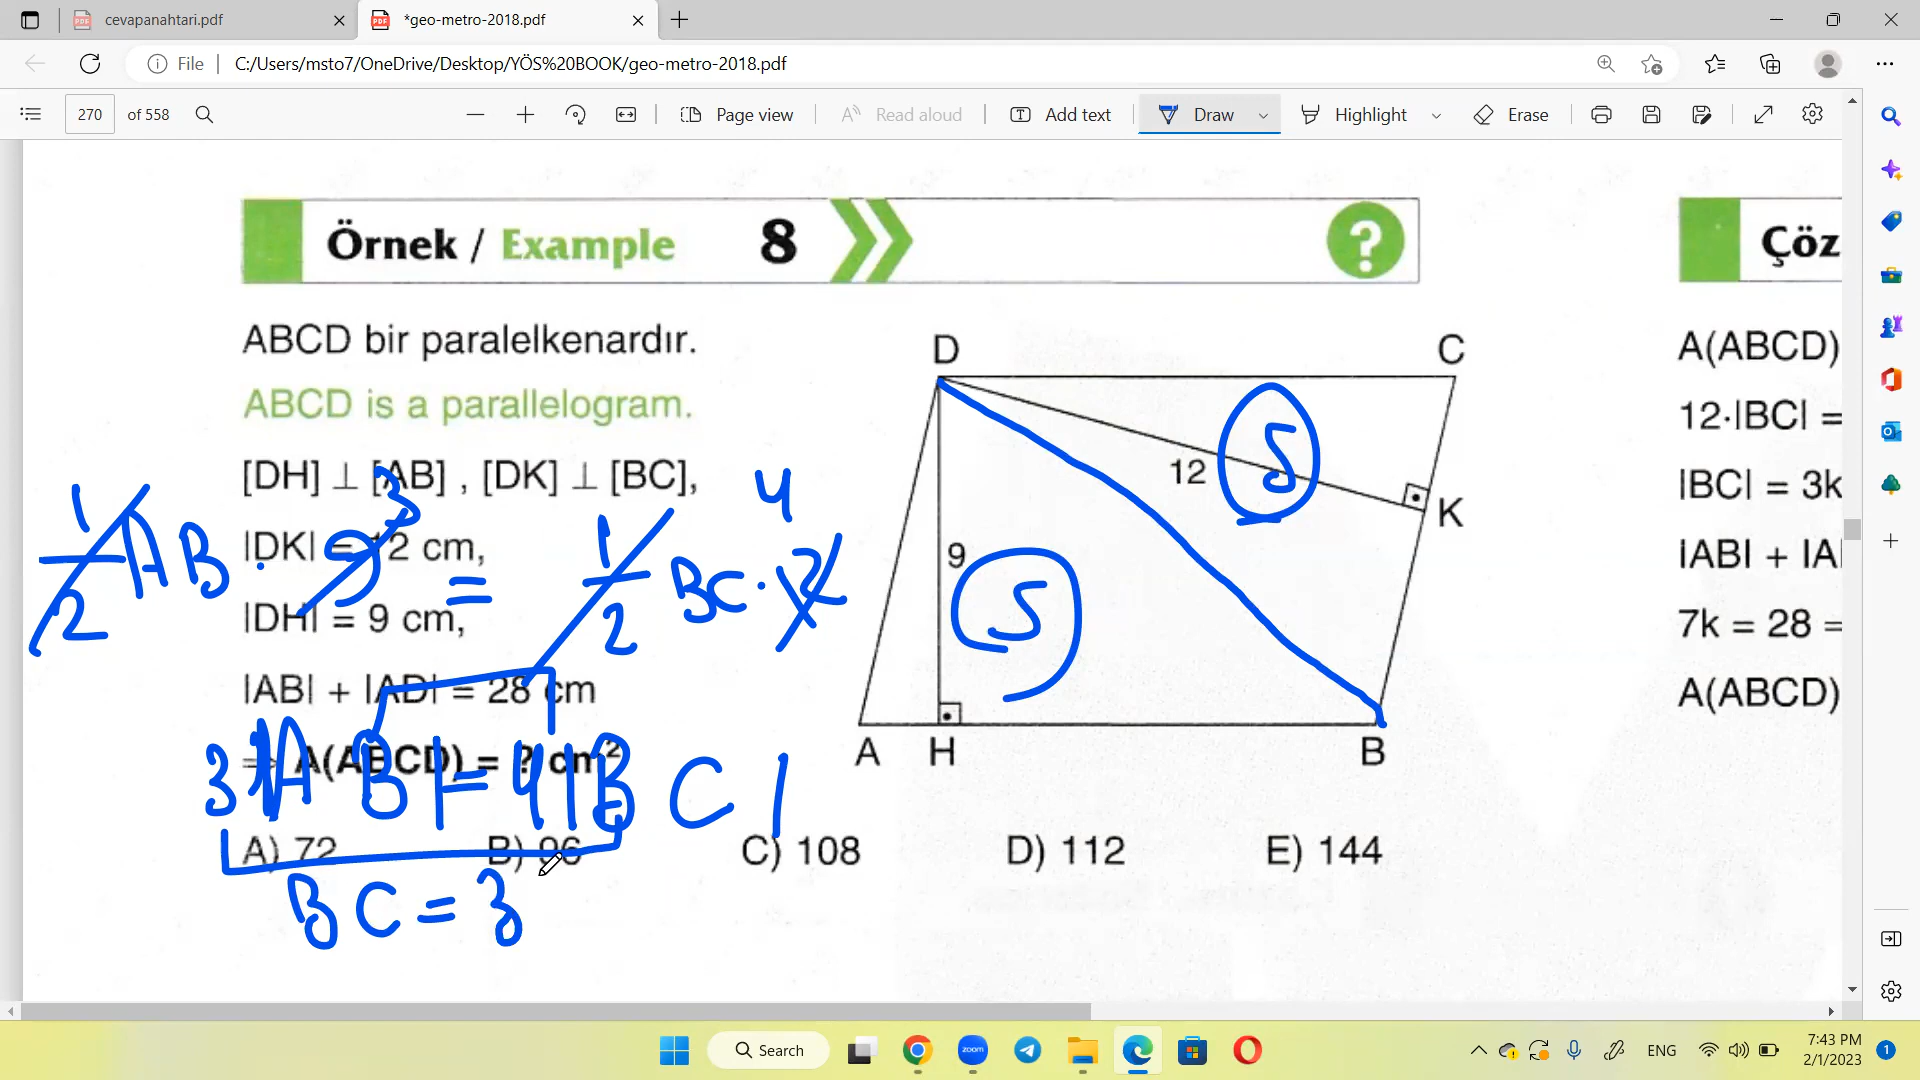 cevapanahtari.pdf
*geo-metro-2018.pdf
File C:/Users/msto7/OneDrive/Desktop/YÖS%20BOOK/geo-metro-2018.pdf
270 of 558 Page view Read aloud Add text Draw Highlight Erase
Örnek / Example 8 ?
Çöz
ABCD bir paralelkenardır.
ABCD is a parallelogram.
[DH] ⊥ [AB] , [DK] ⊥ [BC],
|DK| = 12 cm,
|DH| = 9 cm,
|AB| + |AD| = 28 cm
⇒ A(ABCD) = ? cm²
A) 72 B) 96 C) 108 D) 112 E) 144
D C
12 K
9
A H B
S
S
1/2 AB · 9 3 = 1/2 BC · 12 4
3|AB| = 4|BC|
BC = 3
A(ABCD)
12·|BC| =
|BC| = 3k
|AB| + |A
7k = 28 =
A(ABCD)
Search
zoom
ENG
7:43 PM
2/1/2023
1